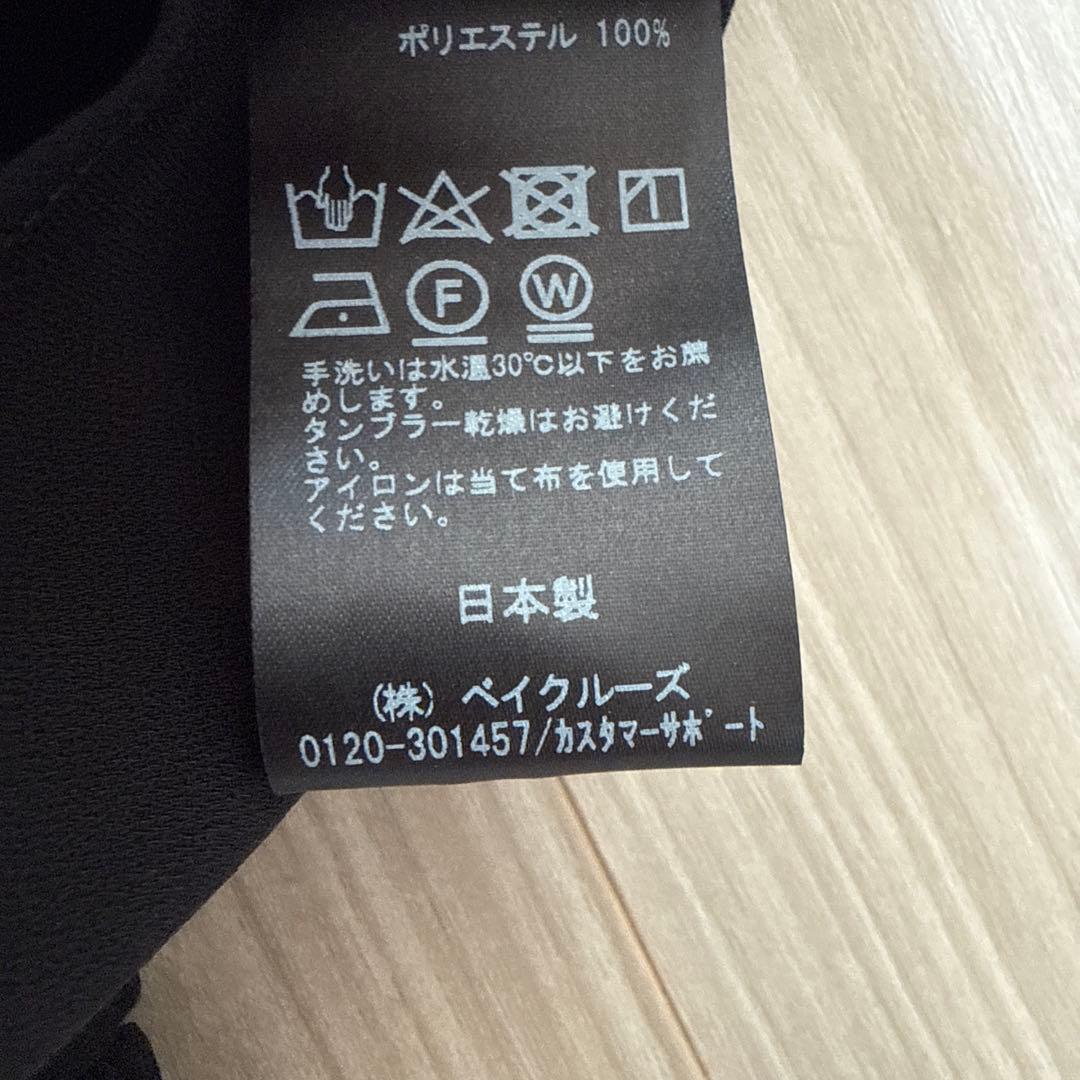 ポリエステル 100%
F W
手洗いは水温30℃以下をお薦
めします。
タンブラー乾燥はお避けくだ
さい。
アイロンは当て布を使用して
ください。
日本製
(株) ベイクルーズ
0120-301457/カスタマーサポート